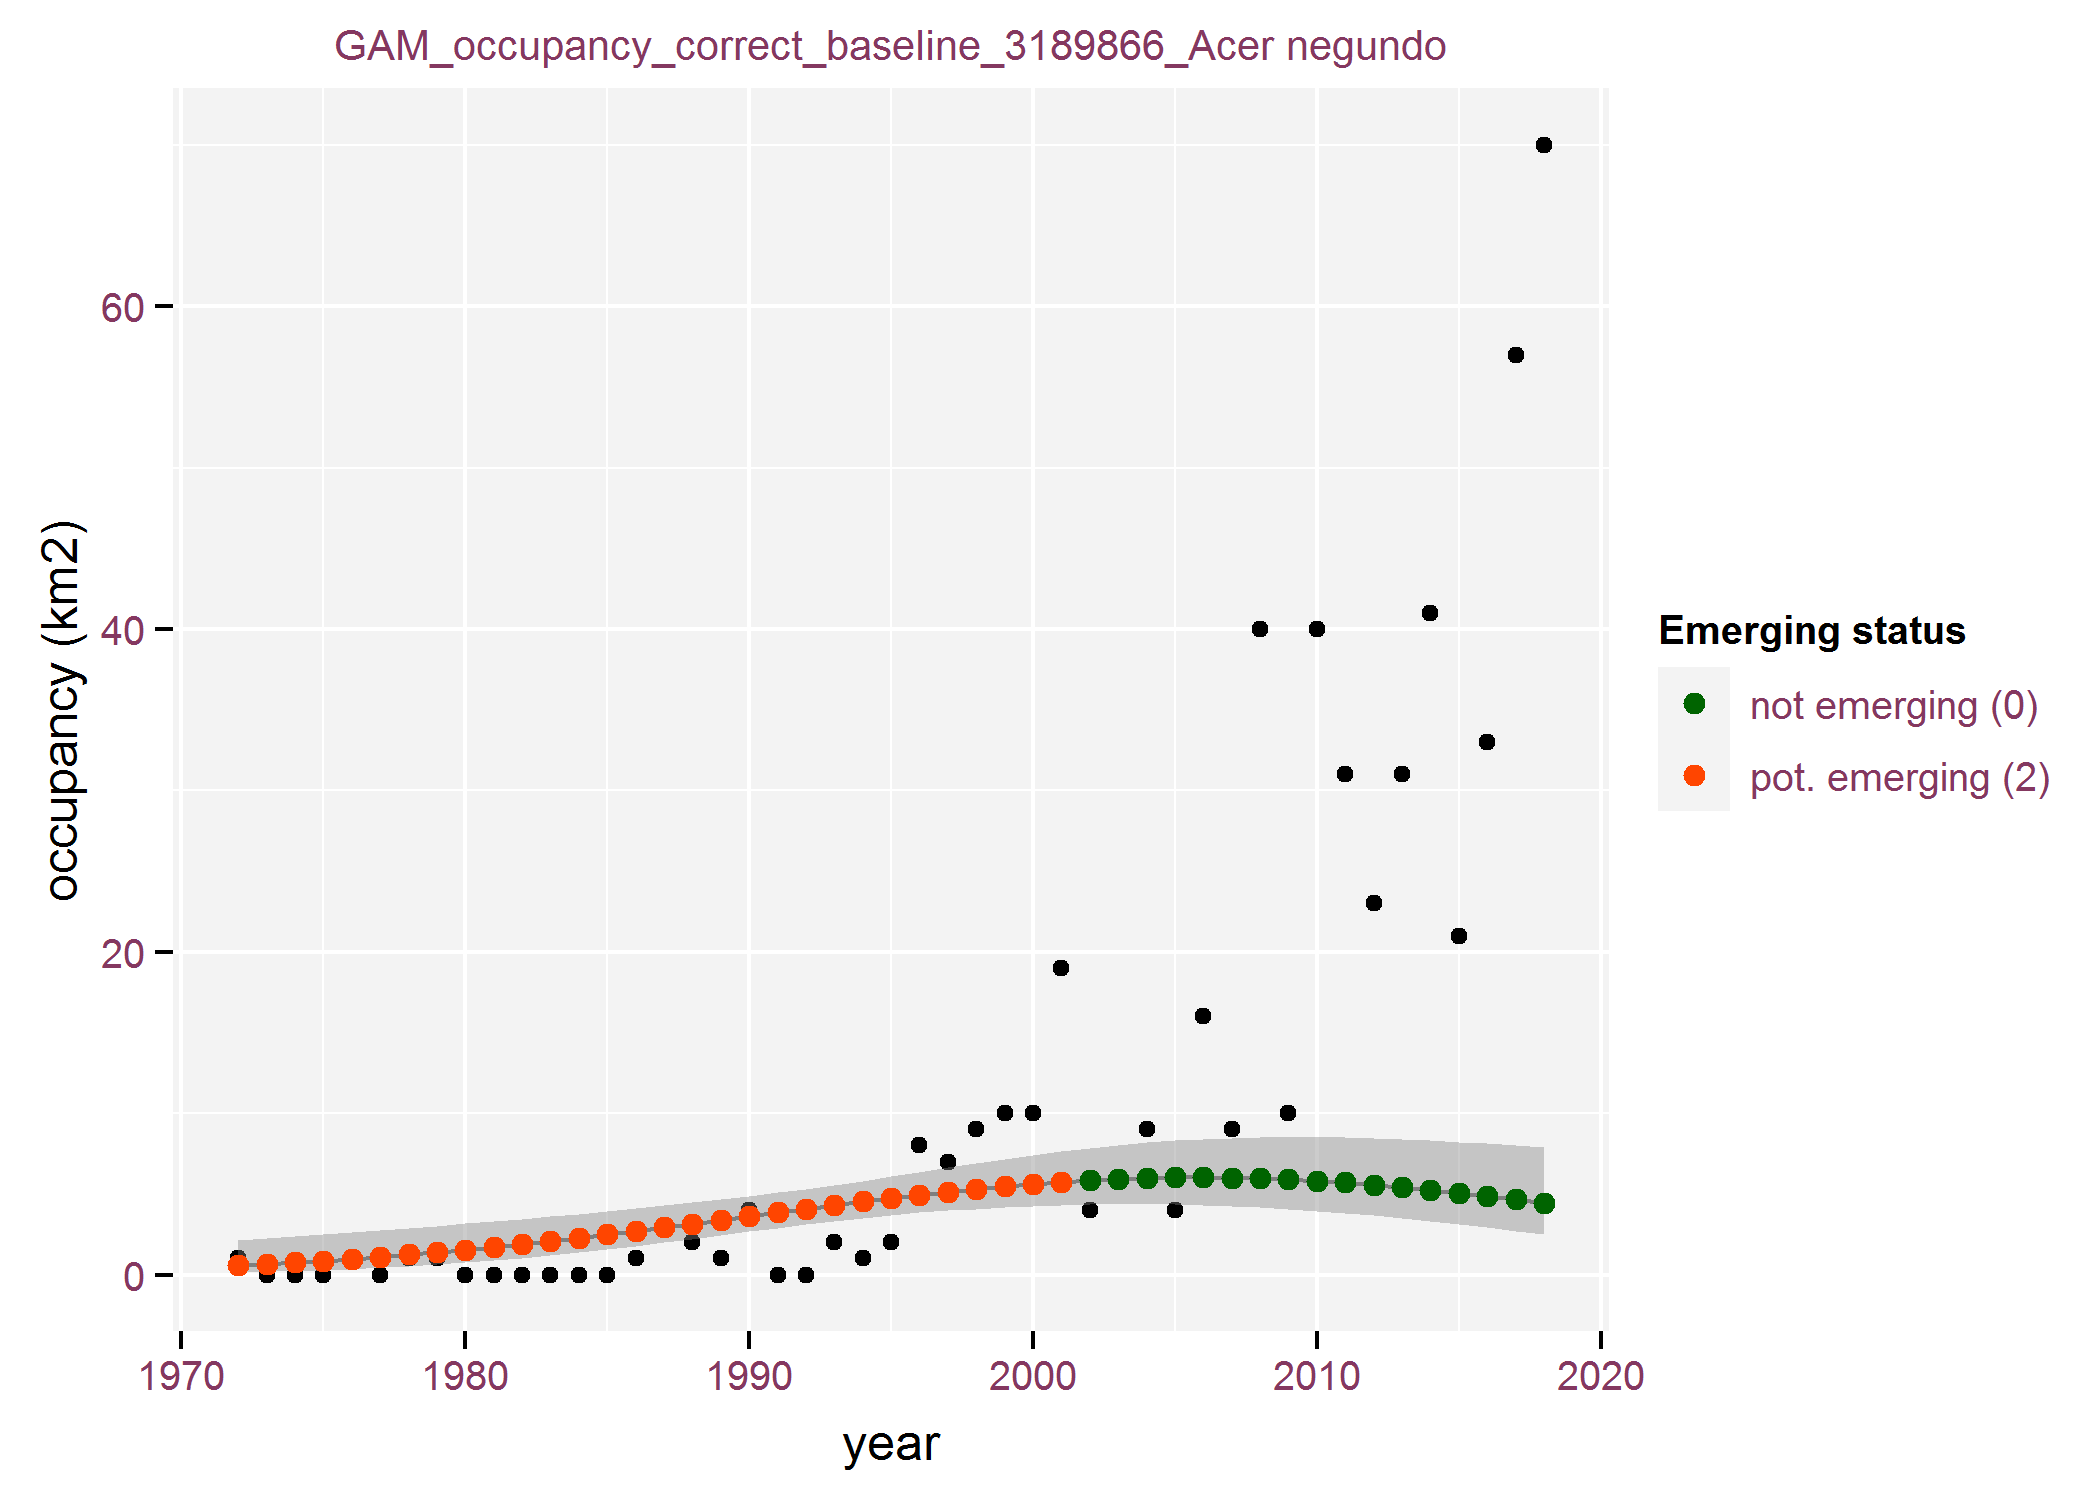 GAM_occupancy_correct_baseline_3189866_Acer negundo
60
40
20
0
occupancy (km2)
1970 1980 1990 2000 2010 2020
year
Emerging status
not emerging (0)
pot. emerging (2)